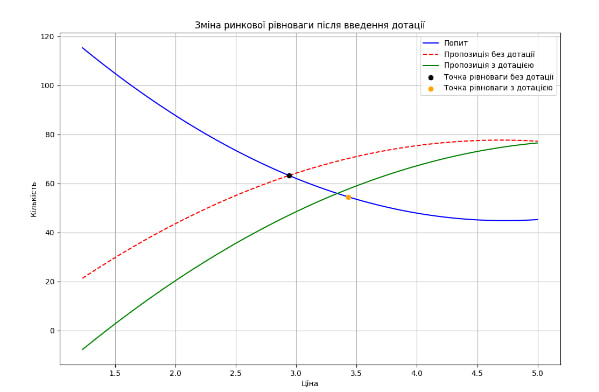 Зміна ринкової рівноваги після введення дотації
Попит
Пропозиція без дотації
Пропозиція з дотацією
Точка рівноваги без дотації
Точка рівноваги з дотацією
Кількість
120
100
80
60
40
20
0
1.5 2.0 2.5 3.0 3.5 4.0 4.5 5.0
Ціна